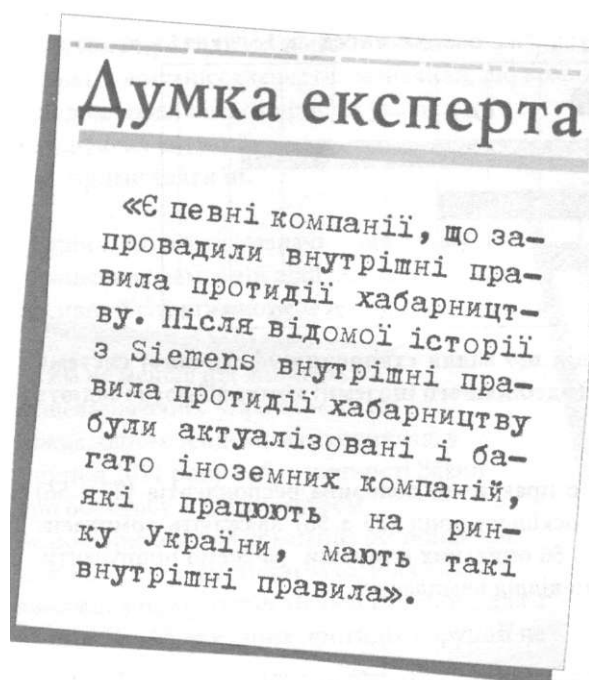 Думка експерта
«Є певні компанії, що за-
провадили внутрішні пра-
вила протидії хабарницт-
ву. Після відомої історії
з Siemens внутрішні пра-
вила протидії хабарництву
були актуалізовані і ба-
гато іноземних компаній,
які працюють на рин-
ку України, мають такі
внутрішні правила».